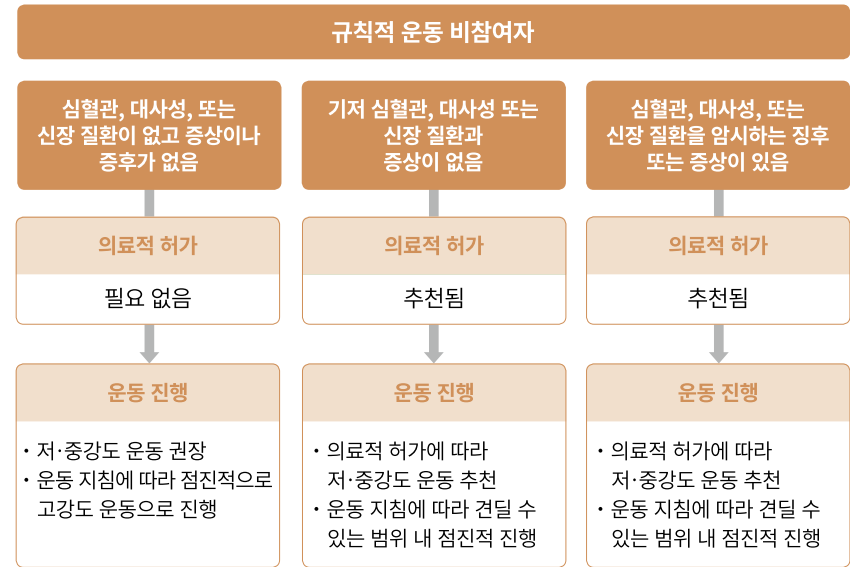 규칙적 운동 비참여자
심혈관, 대사성, 또는
신장 질환이 없고 증상이나
증후가 없음
의료적 허가
필요 없음
운동 진행
· 저·중강도 운동 권장
· 운동 지침에 따라 점진적으로
고강도 운동으로 진행
기저 심혈관, 대사성 또는
신장 질환과
증상이 없음
의료적 허가
추천됨
운동 진행
· 의료적 허가에 따라
저·중강도 운동 추천
· 운동 지침에 따라 견딜 수
있는 범위 내 점진적 진행
심혈관, 대사성, 또는
신장 질환을 암시하는 징후
또는 증상이 있음
의료적 허가
추천됨
운동 진행
· 의료적 허가에 따라
저·중강도 운동 추천
· 운동 지침에 따라 견딜 수
있는 범위 내 점진적 진행